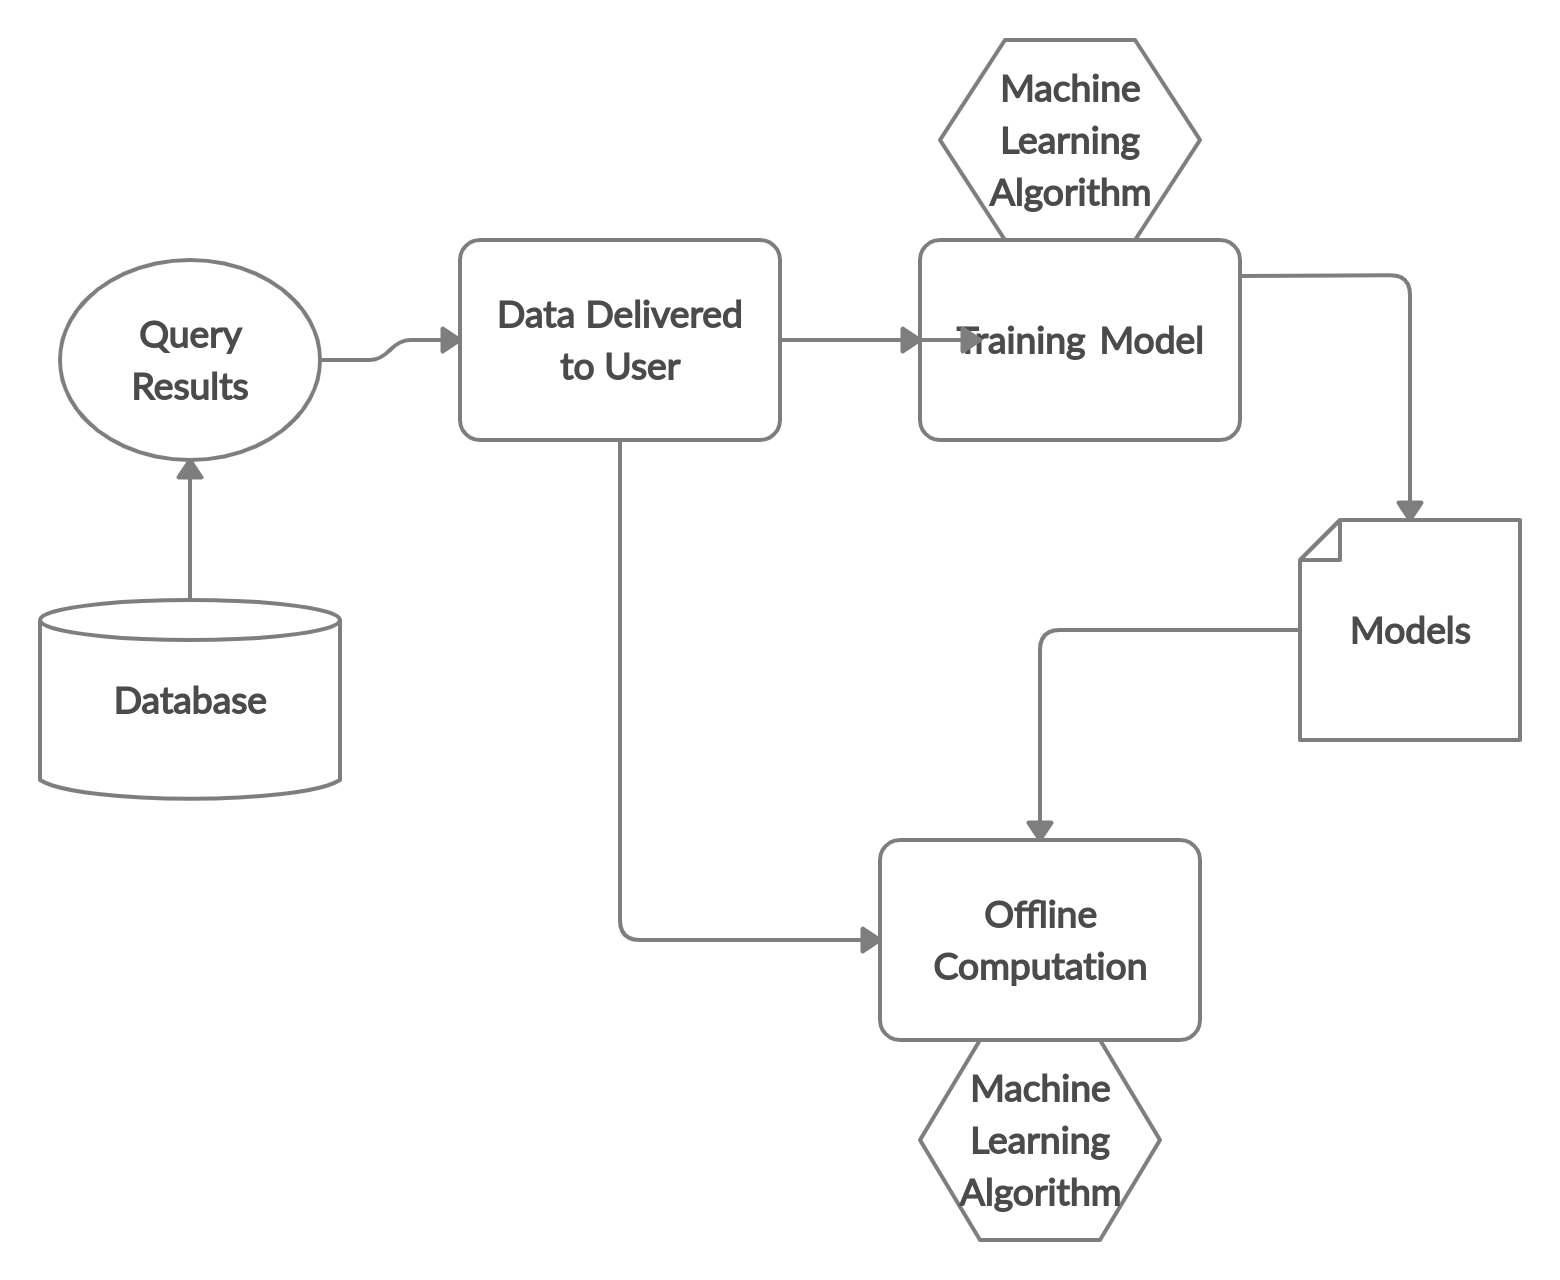 Machine
Learning
Algorithm
Query
Results
Data Delivered
to User
Training Model
Database
Models
Offline
Computation
Machine
Learning
Algorithm